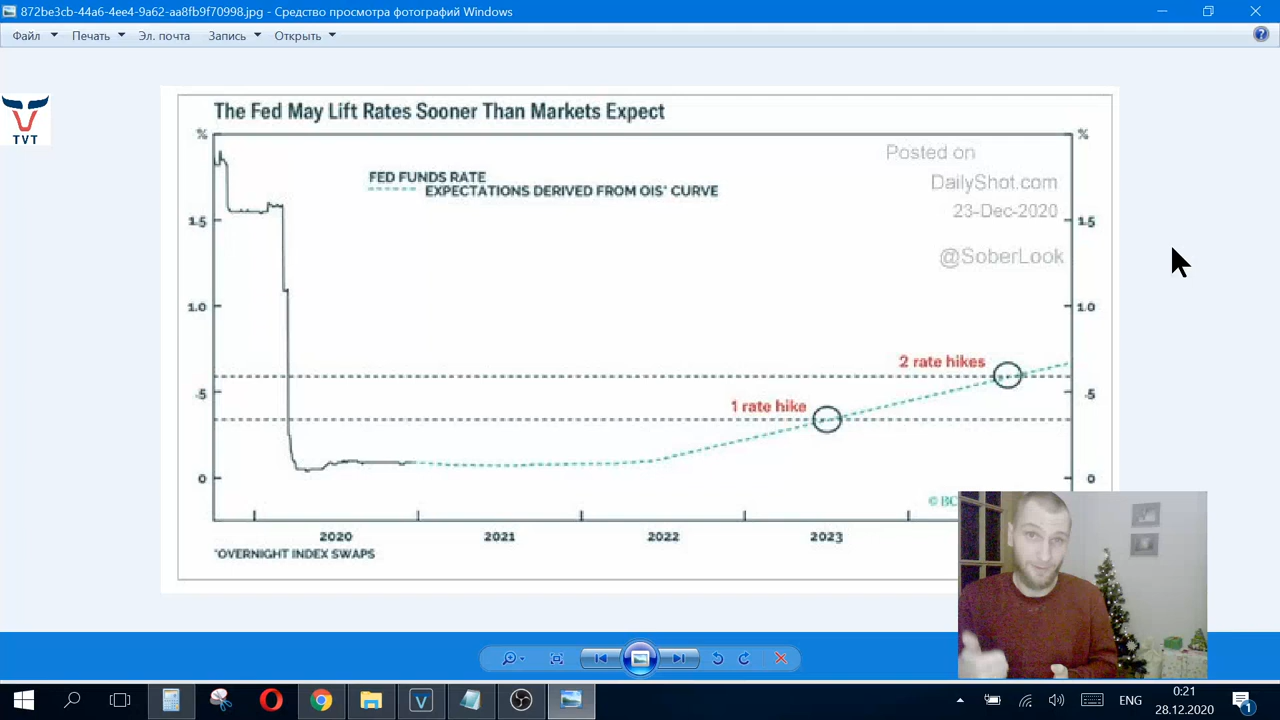 872be3cb-44a6-4ee4-9a62-aa8fb9f70998.jpg - Средство просмотра фотографий Windows
Файл Печать Эл. почта Запись Открыть
TVT
The Fed May Lift Rates Sooner Than Markets Expect
% %
Posted on
DailyShot.com
23-Dec-2020
@SoberLook
FED FUNDS RATE
EXPECTATIONS DERIVED FROM OIS* CURVE
1.5 1.5
1.0 1.0
2 rate hikes
.5 .5
1 rate hike
0 0
© BC
2020 2021 2022 2023
*OVERNIGHT INDEX SWAPS
ENG
0:21
28.12.2020
1